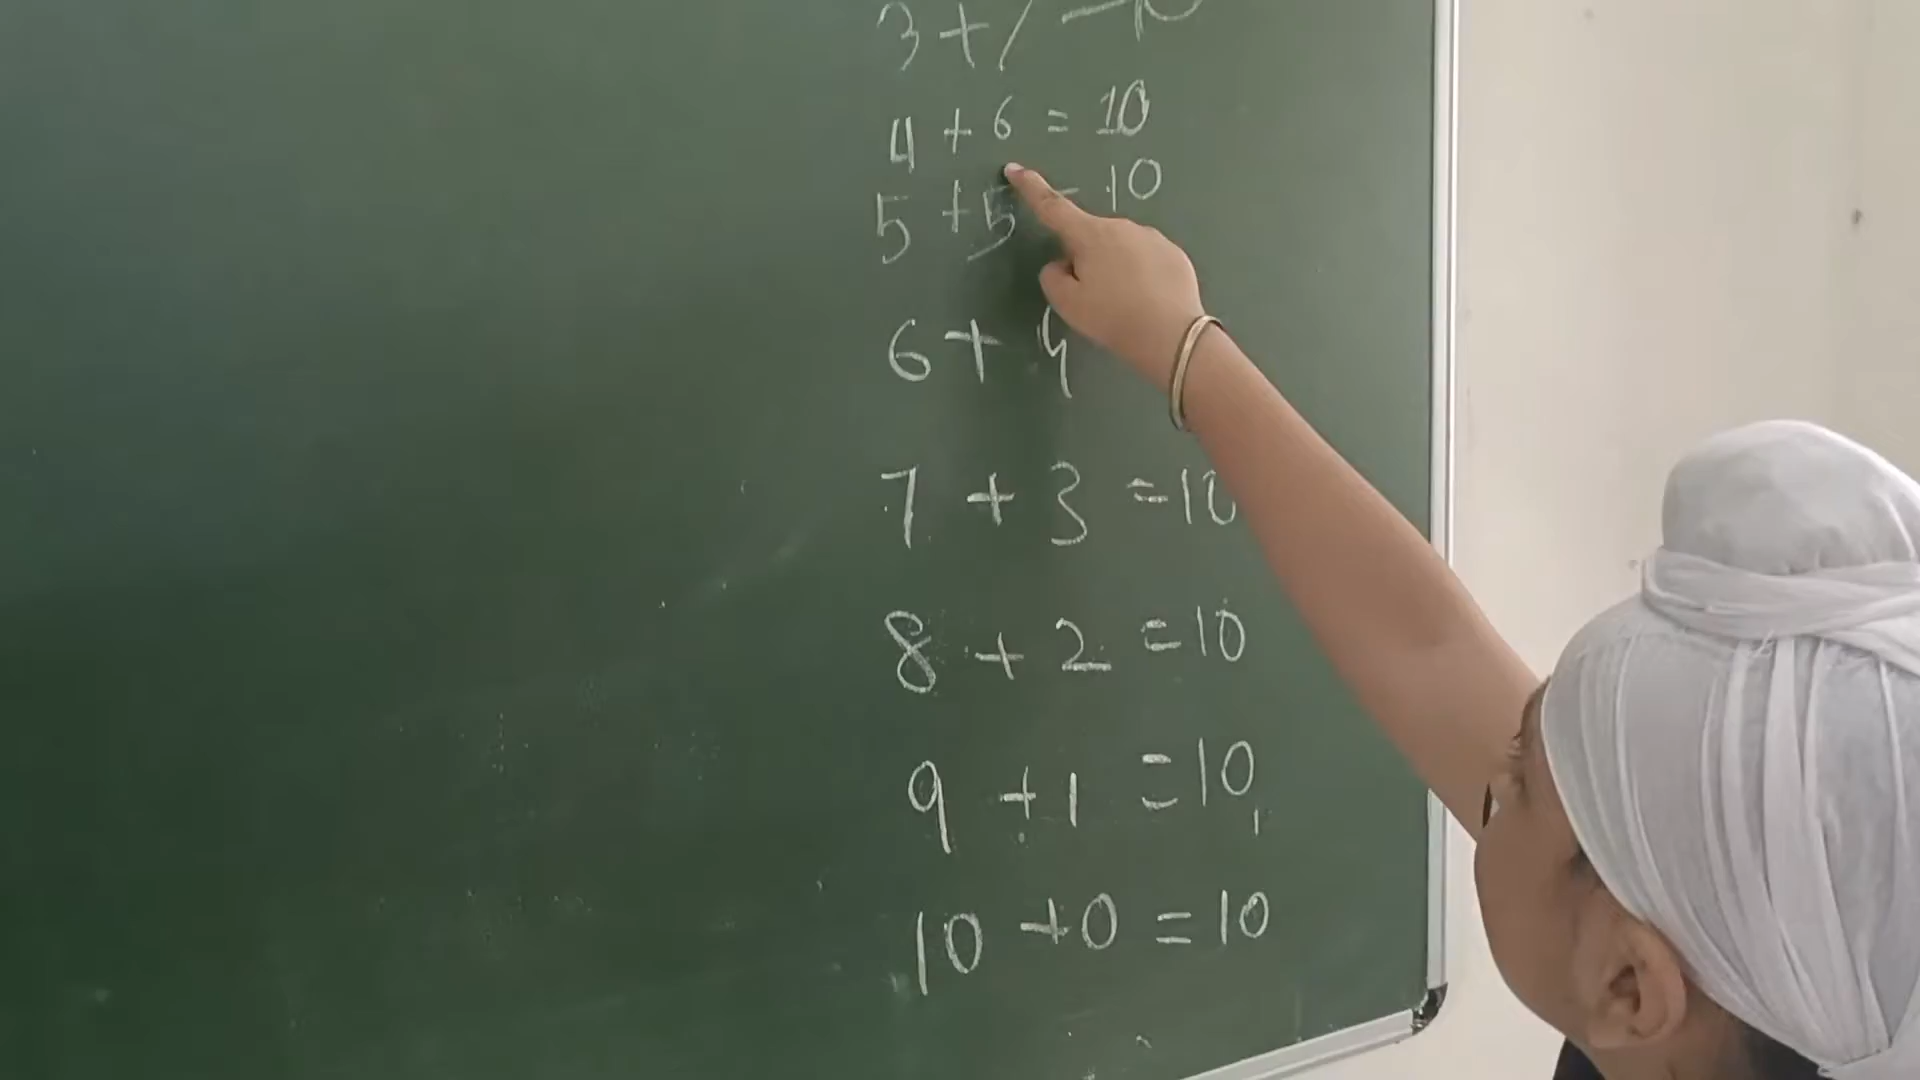 3+7
4 + 6 = 10
5 + 5 = 10
6 + 4
7 + 3 = 10
8 + 2 = 10
9 + 1 = 10
10 + 0 = 10